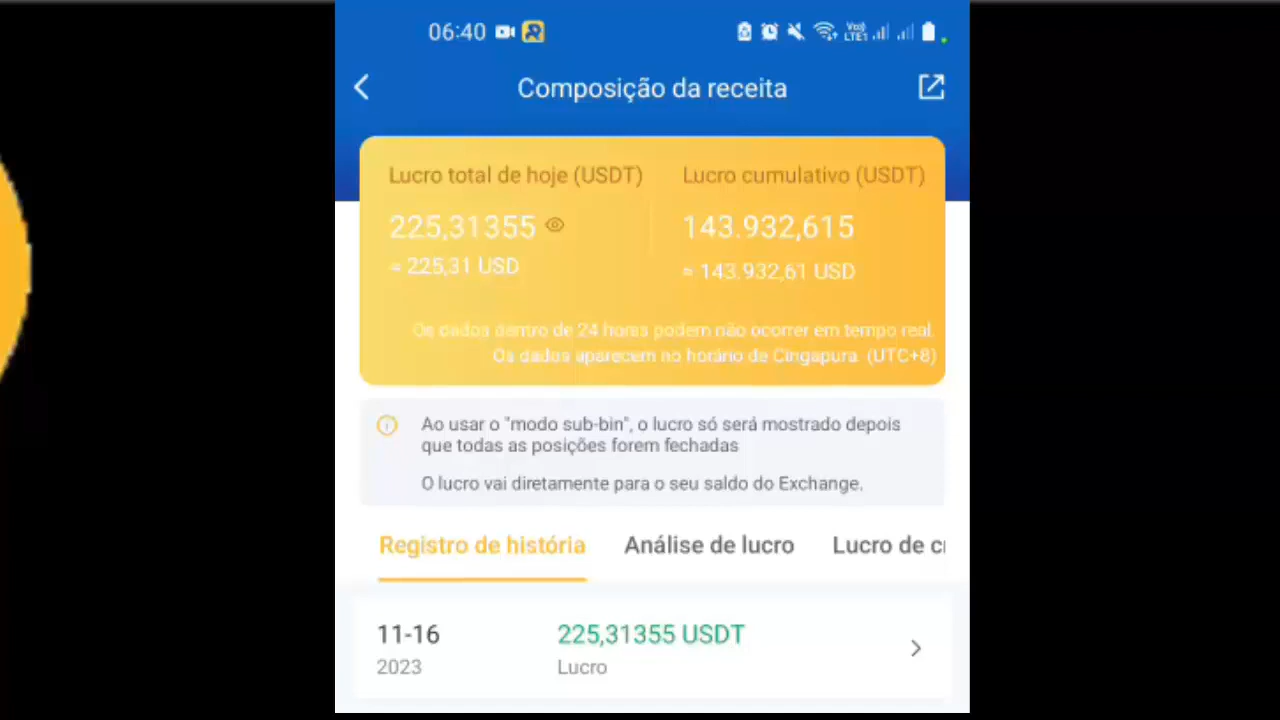 06:40
Vo)) LTE1
Composição da receita
Lucro total de hoje (USDT)
Lucro cumulativo (USDT)
225,31355
143.932,615
≈ 225,31 USD
≈ 143.932,61 USD
Os dados dentro de 24 horas podem não ocorrer em tempo real.
Os dados aparecem no horário de Cingapura. (UTC+8)
Ao usar o "modo sub-bin", o lucro só será mostrado depois
que todas as posições forem fechadas
O lucro vai diretamente para o seu saldo do Exchange.
Registro de história
Análise de lucro
Lucro de
11-16
225,31355 USDT
2023
Lucro